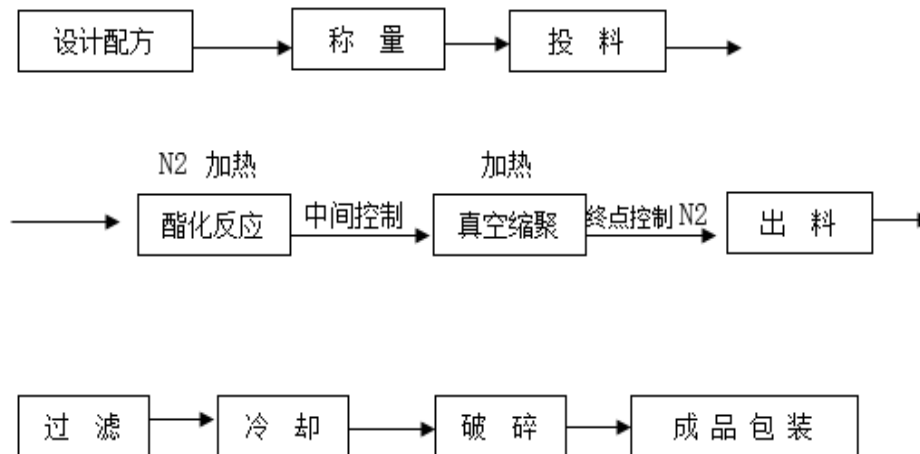 设计配方 称 量 投 料
N2 加热 加热
酯化反应 中间控制 真空缩聚 终点控制 N2 出 料
过 滤 冷 却 破 碎 成 品 包 装